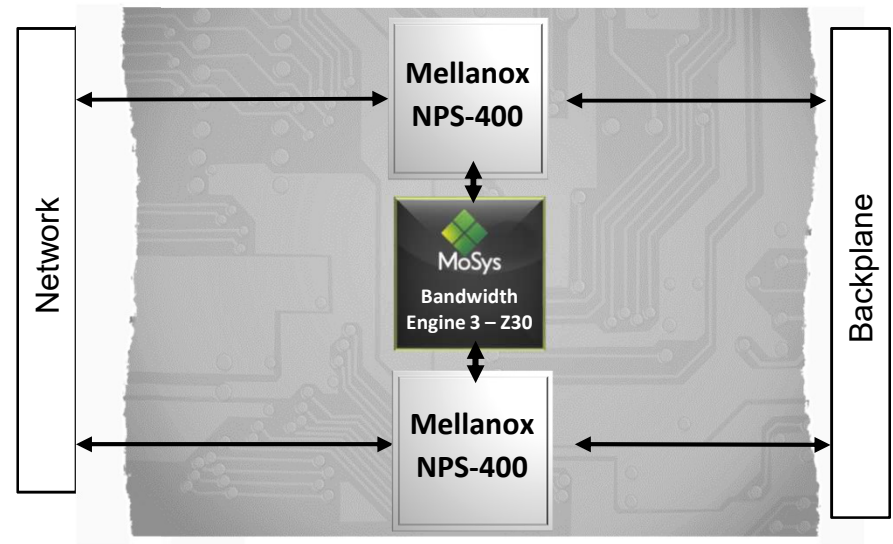 Mellanox
NPS-400
Network
MoSys
Bandwidth
Engine 3 – Z30
Backplane
Mellanox
NPS-400